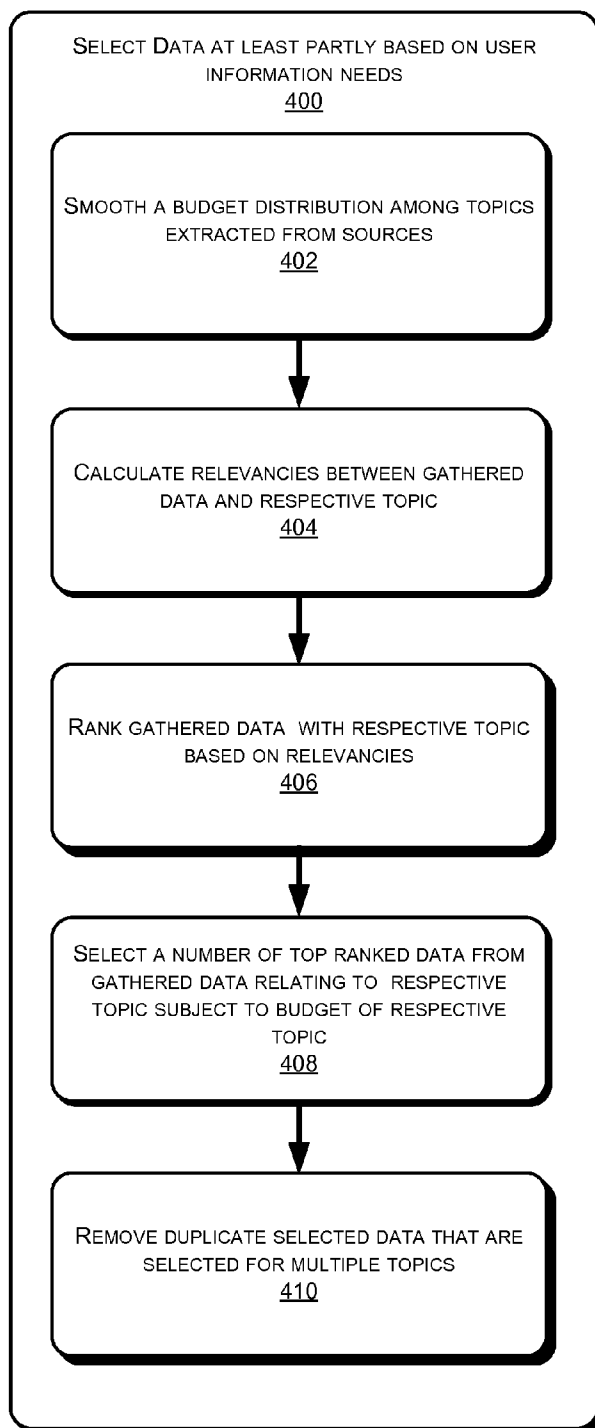 SELECT DATA AT LEAST PARTLY BASED ON USER
INFORMATION NEEDS
400
SMOOTH A BUDGET DISTRIBUTION AMONG TOPICS
EXTRACTED FROM SOURCES
402
CALCULATE RELEVANCIES BETWEEN GATHERED
DATA AND RESPECTIVE TOPIC
404
RANK GATHERED DATA WITH RESPECTIVE TOPIC
BASED ON RELEVANCIES
406
SELECT A NUMBER OF TOP RANKED DATA FROM
GATHERED DATA RELATING TO RESPECTIVE
TOPIC SUBJECT TO BUDGET OF RESPECTIVE
TOPIC
408
REMOVE DUPLICATE SELECTED DATA THAT ARE
SELECTED FOR MULTIPLE TOPICS
410